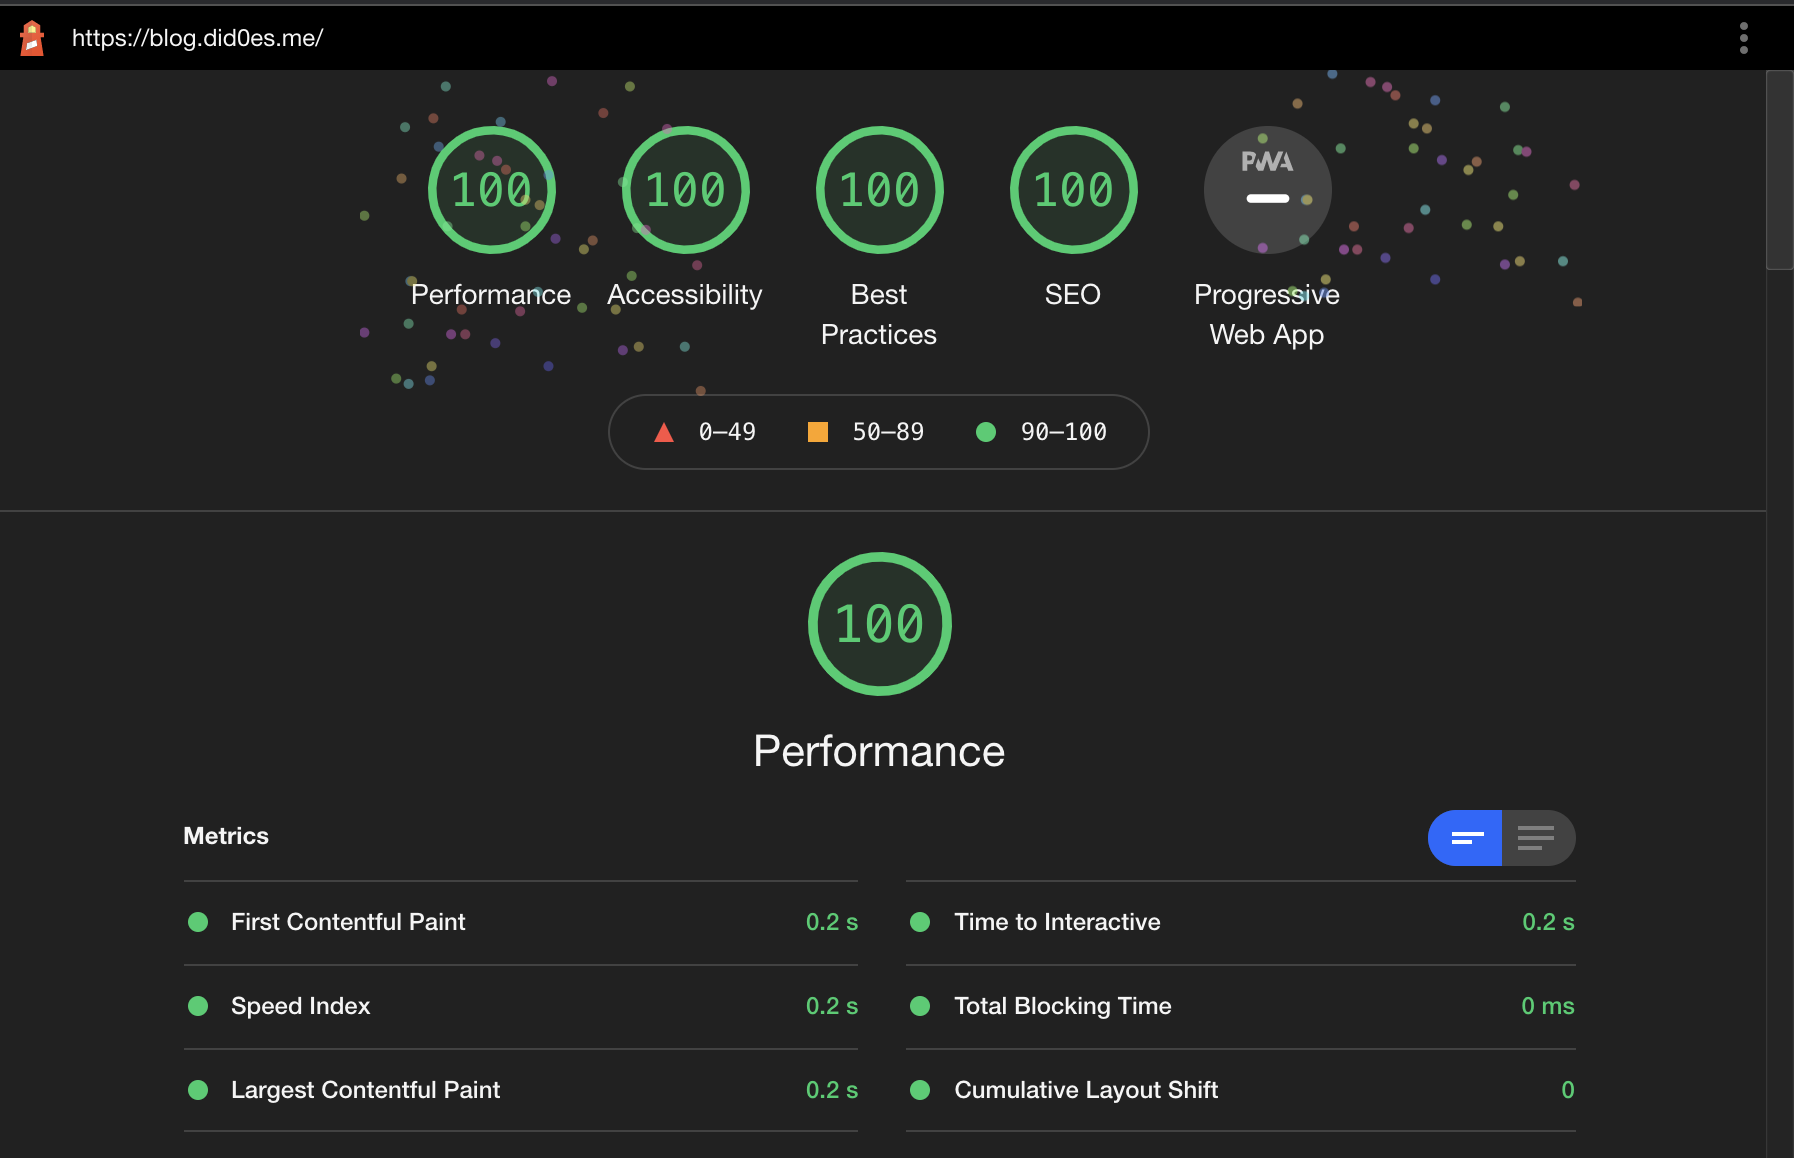 https://blog.did0es.me/
100
100
100
100
PWA
Performance
Accessibility
Best
Practices
SEO
Progressive
Web App
0–49
50–89
90–100
100
Performance
Metrics
First Contentful Paint 0.2 s
Time to Interactive 0.2 s
Speed Index 0.2 s
Total Blocking Time 0 ms
Largest Contentful Paint 0.2 s
Cumulative Layout Shift 0